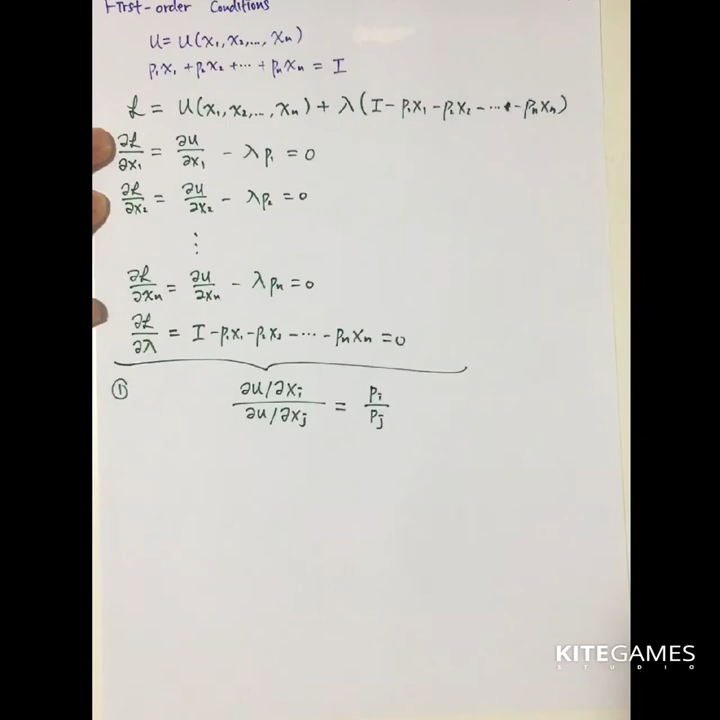 First-order Conditions
U = U(x₁, x₂, ..., xₙ)
p₁x₁ + p₂x₂ + ... + pₙxₙ = I
ℒ = U(x₁, x₂, ..., xₙ) + λ(I - p₁x₁ - p₂x₂ - ... - pₙxₙ)
∂ℒ/∂x₁ = ∂U/∂x₁ - λp₁ = 0
∂ℒ/∂x₂ = ∂U/∂x₂ - λp₂ = 0
⋮
∂ℒ/∂xₙ = ∂U/∂xₙ - λpₙ = 0
∂ℒ/∂λ = I - p₁x₁ - p₂x₂ - ... - pₙxₙ = 0
① (∂U/∂xᵢ)/(∂U/∂xⱼ) = pᵢ/pⱼ
KITEGAMES
STUDIO